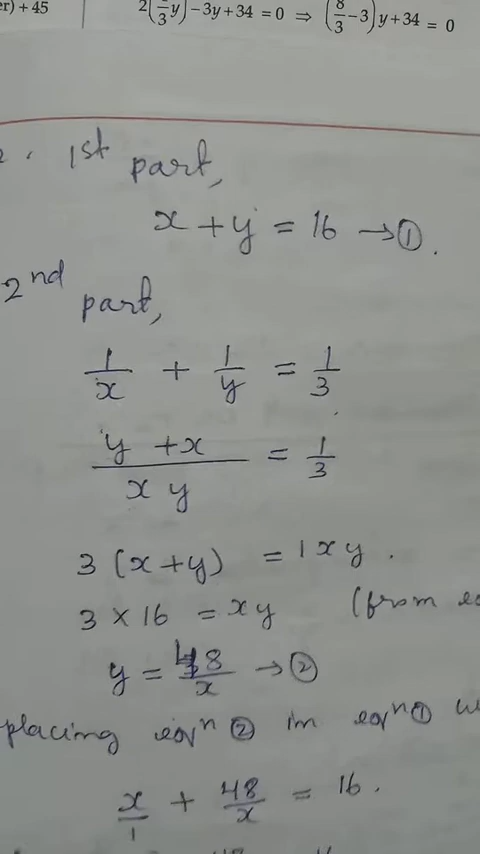 er) + 45
2(8/3 y) − 3y + 34 = 0 ⇒ (8/3 − 3) y + 34 = 0
1st part,
x + y = 16 → ①.
2nd part,
1/x + 1/y = 1/3
y + x / x y = 1/3
3 (x + y) = 1 x y.
3 × 16 = x y (from
y = 48/x → ②
placing eqⁿ ② in eqⁿ ①
x/1 + 48/x = 16.